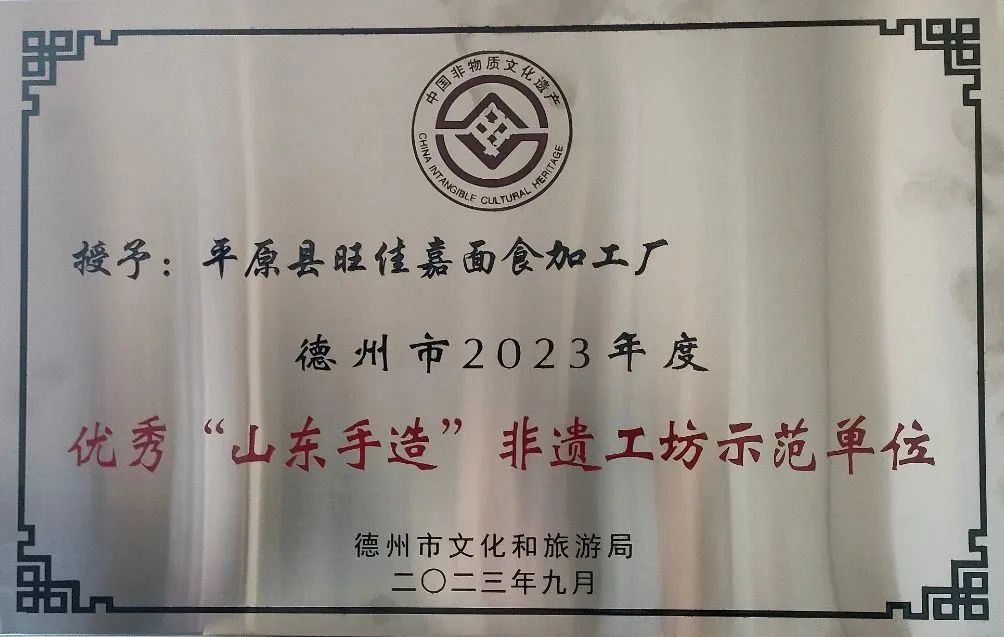 中国非物质文化遗产
CHINA INTANGIBLE CULTURAL HERITAGE
授予：平原县旺佳嘉面食加工厂
德州市2023年度
优秀“山东手造”非遗工坊示范单位
德州市文化和旅游局
二〇二三年九月